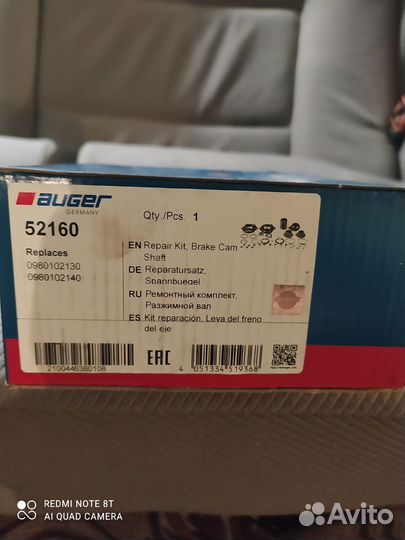 auger
GERMANY
Qty./Pcs. 1
52160
Replaces
0980102130
0980102140
EN Repair Kit, Brake Cam
Shaft
DE Reparatursatz,
Spannbuegel
RU Ремонтный комплект,
Разжимной вал
ES Kit reparación, Leva del freno
del eje
EAC
2100446380108
4 051334 519368
REDMI NOTE 8T
AI QUAD CAMERA
Avito